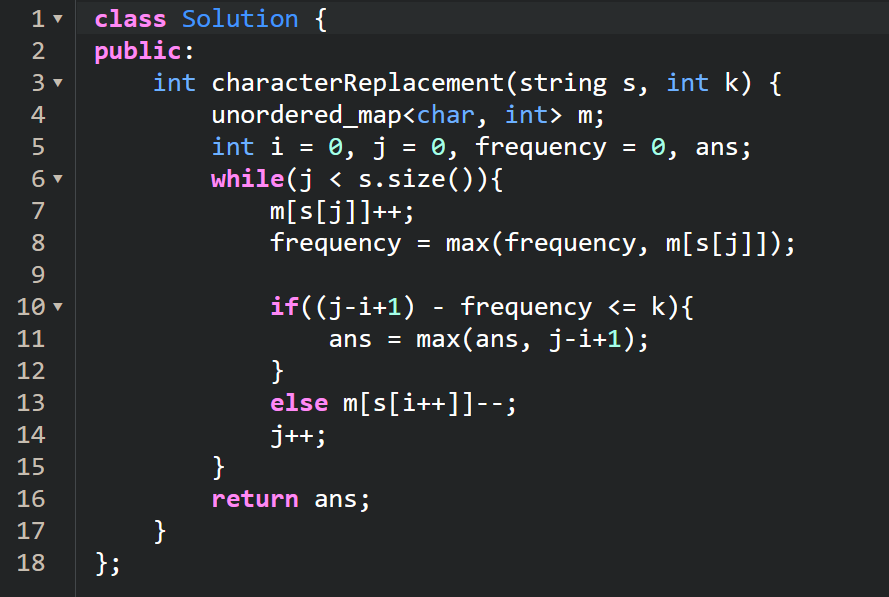 1 class Solution {
2 public:
3     int characterReplacement(string s, int k) {
4         unordered_map<char, int> m;
5         int i = 0, j = 0, frequency = 0, ans;
6         while(j < s.size()){
7             m[s[j]]++;
8             frequency = max(frequency, m[s[j]]);
9
10             if((j-i+1) - frequency <= k){
11                 ans = max(ans, j-i+1);
12             }
13             else m[s[i++]]--;
14             j++;
15         }
16         return ans;
17     }
18 };